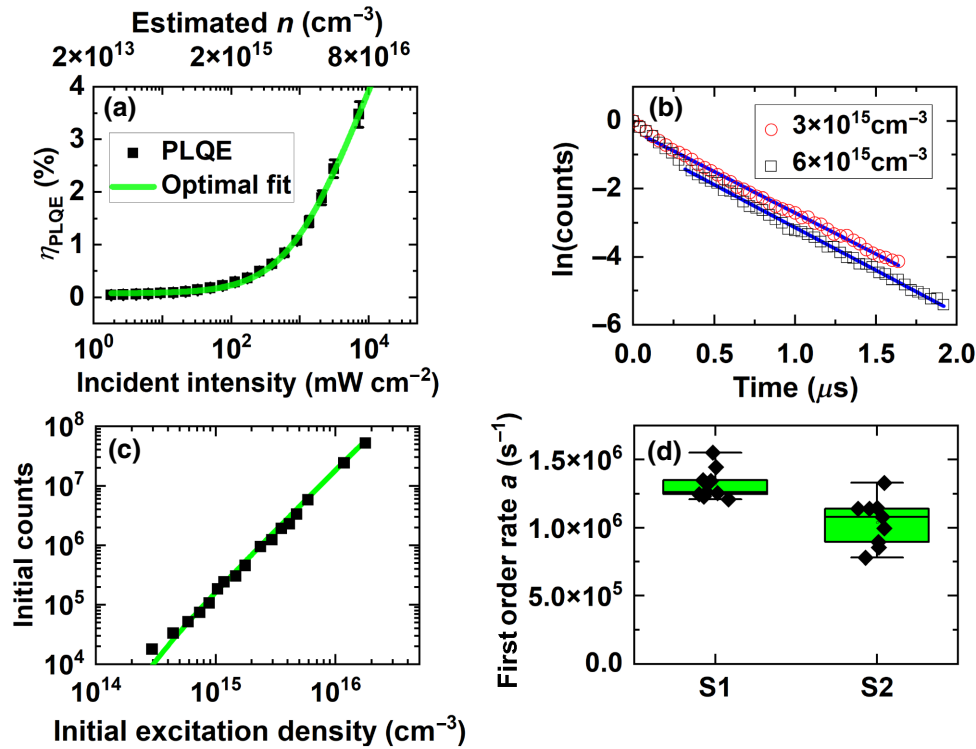 Estimated n (cm⁻³)
2×10¹³ 2×10¹⁵ 8×10¹⁶
(a)
PLQE
Optimal fit
η_PLQE (%)
4
3
2
1
0
10⁰ 10² 10⁴
Incident intensity (mW cm⁻²)
(b)
3×10¹⁵cm⁻³
6×10¹⁵cm⁻³
ln(counts)
0
−2
−4
−6
0.0 0.5 1.0 1.5 2.0
Time (μs)
(c)
Initial counts
10⁸
10⁷
10⁶
10⁵
10⁴
10¹⁴ 10¹⁵ 10¹⁶
Initial excitation density (cm⁻³)
(d)
First order rate a (s⁻¹)
1.5×10⁶
1.0×10⁶
5.0×10⁵
0.0
S1 S2